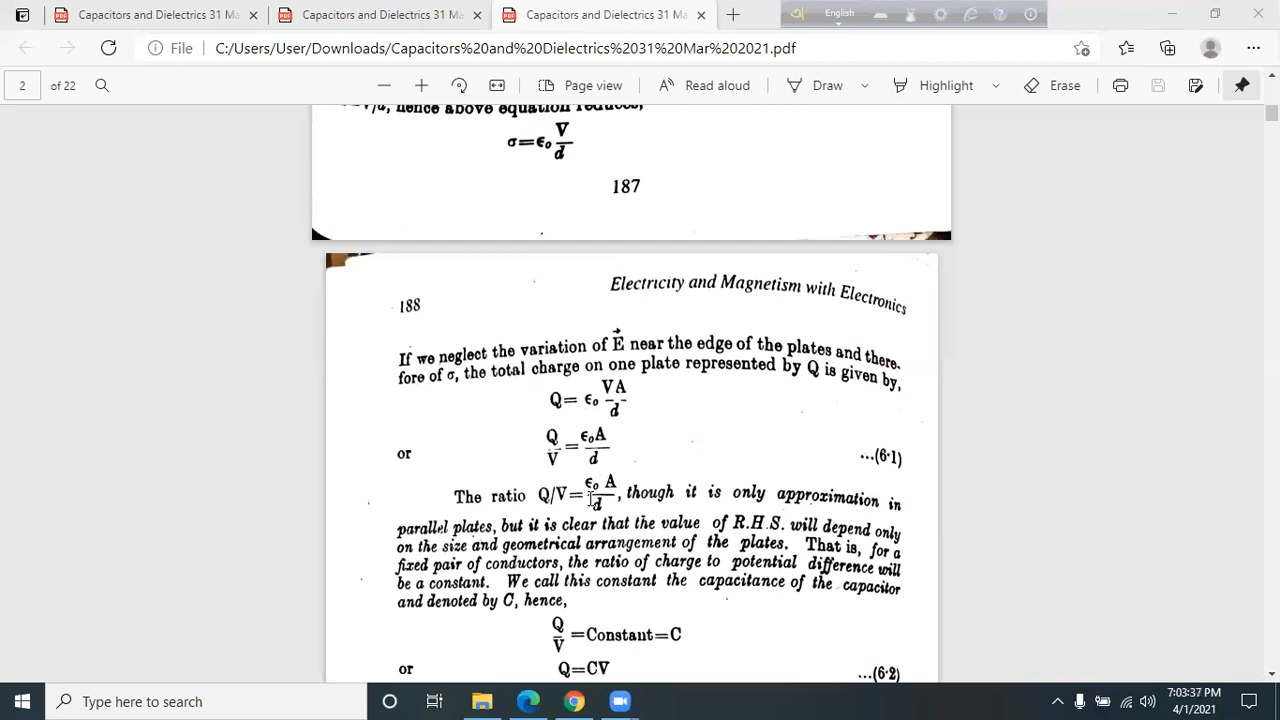 Capacitors and Dielectrics 31 Ma
Capacitors and Dielectrics 31 Ma
Capacitors and Dielectrics 31 Ma
English
File
C:/Users/User/Downloads/Capacitors%20and%20Dielectrics%2031%20Mar%202021.pdf
2 of 22
Page view
Read aloud
Draw
Highlight
Erase
hence above equation reduces,
σ=ϵo V/d
187
188
Electricity and Magnetism with Electronics
If we neglect the variation of E⃗ near the edge of the plates and there-
fore of σ, the total charge on one plate represented by Q is given by,
Q= ϵo VA/d
or Q/V = ϵoA/d ...(6·1)
The ratio Q/V= ϵo A/d, though it is only approximation in
parallel plates, but it is clear that the value of R.H.S. will depend only
on the size and geometrical arrangement of the plates. That is, for a
fixed pair of conductors, the ratio of charge to potential difference will
be a constant. We call this constant the capacitance of the capacitor
and denoted by C, hence,
Q/V =Constant=C
or Q=CV ...(6·2)
Type here to search
7:03:37 PM
4/1/2021